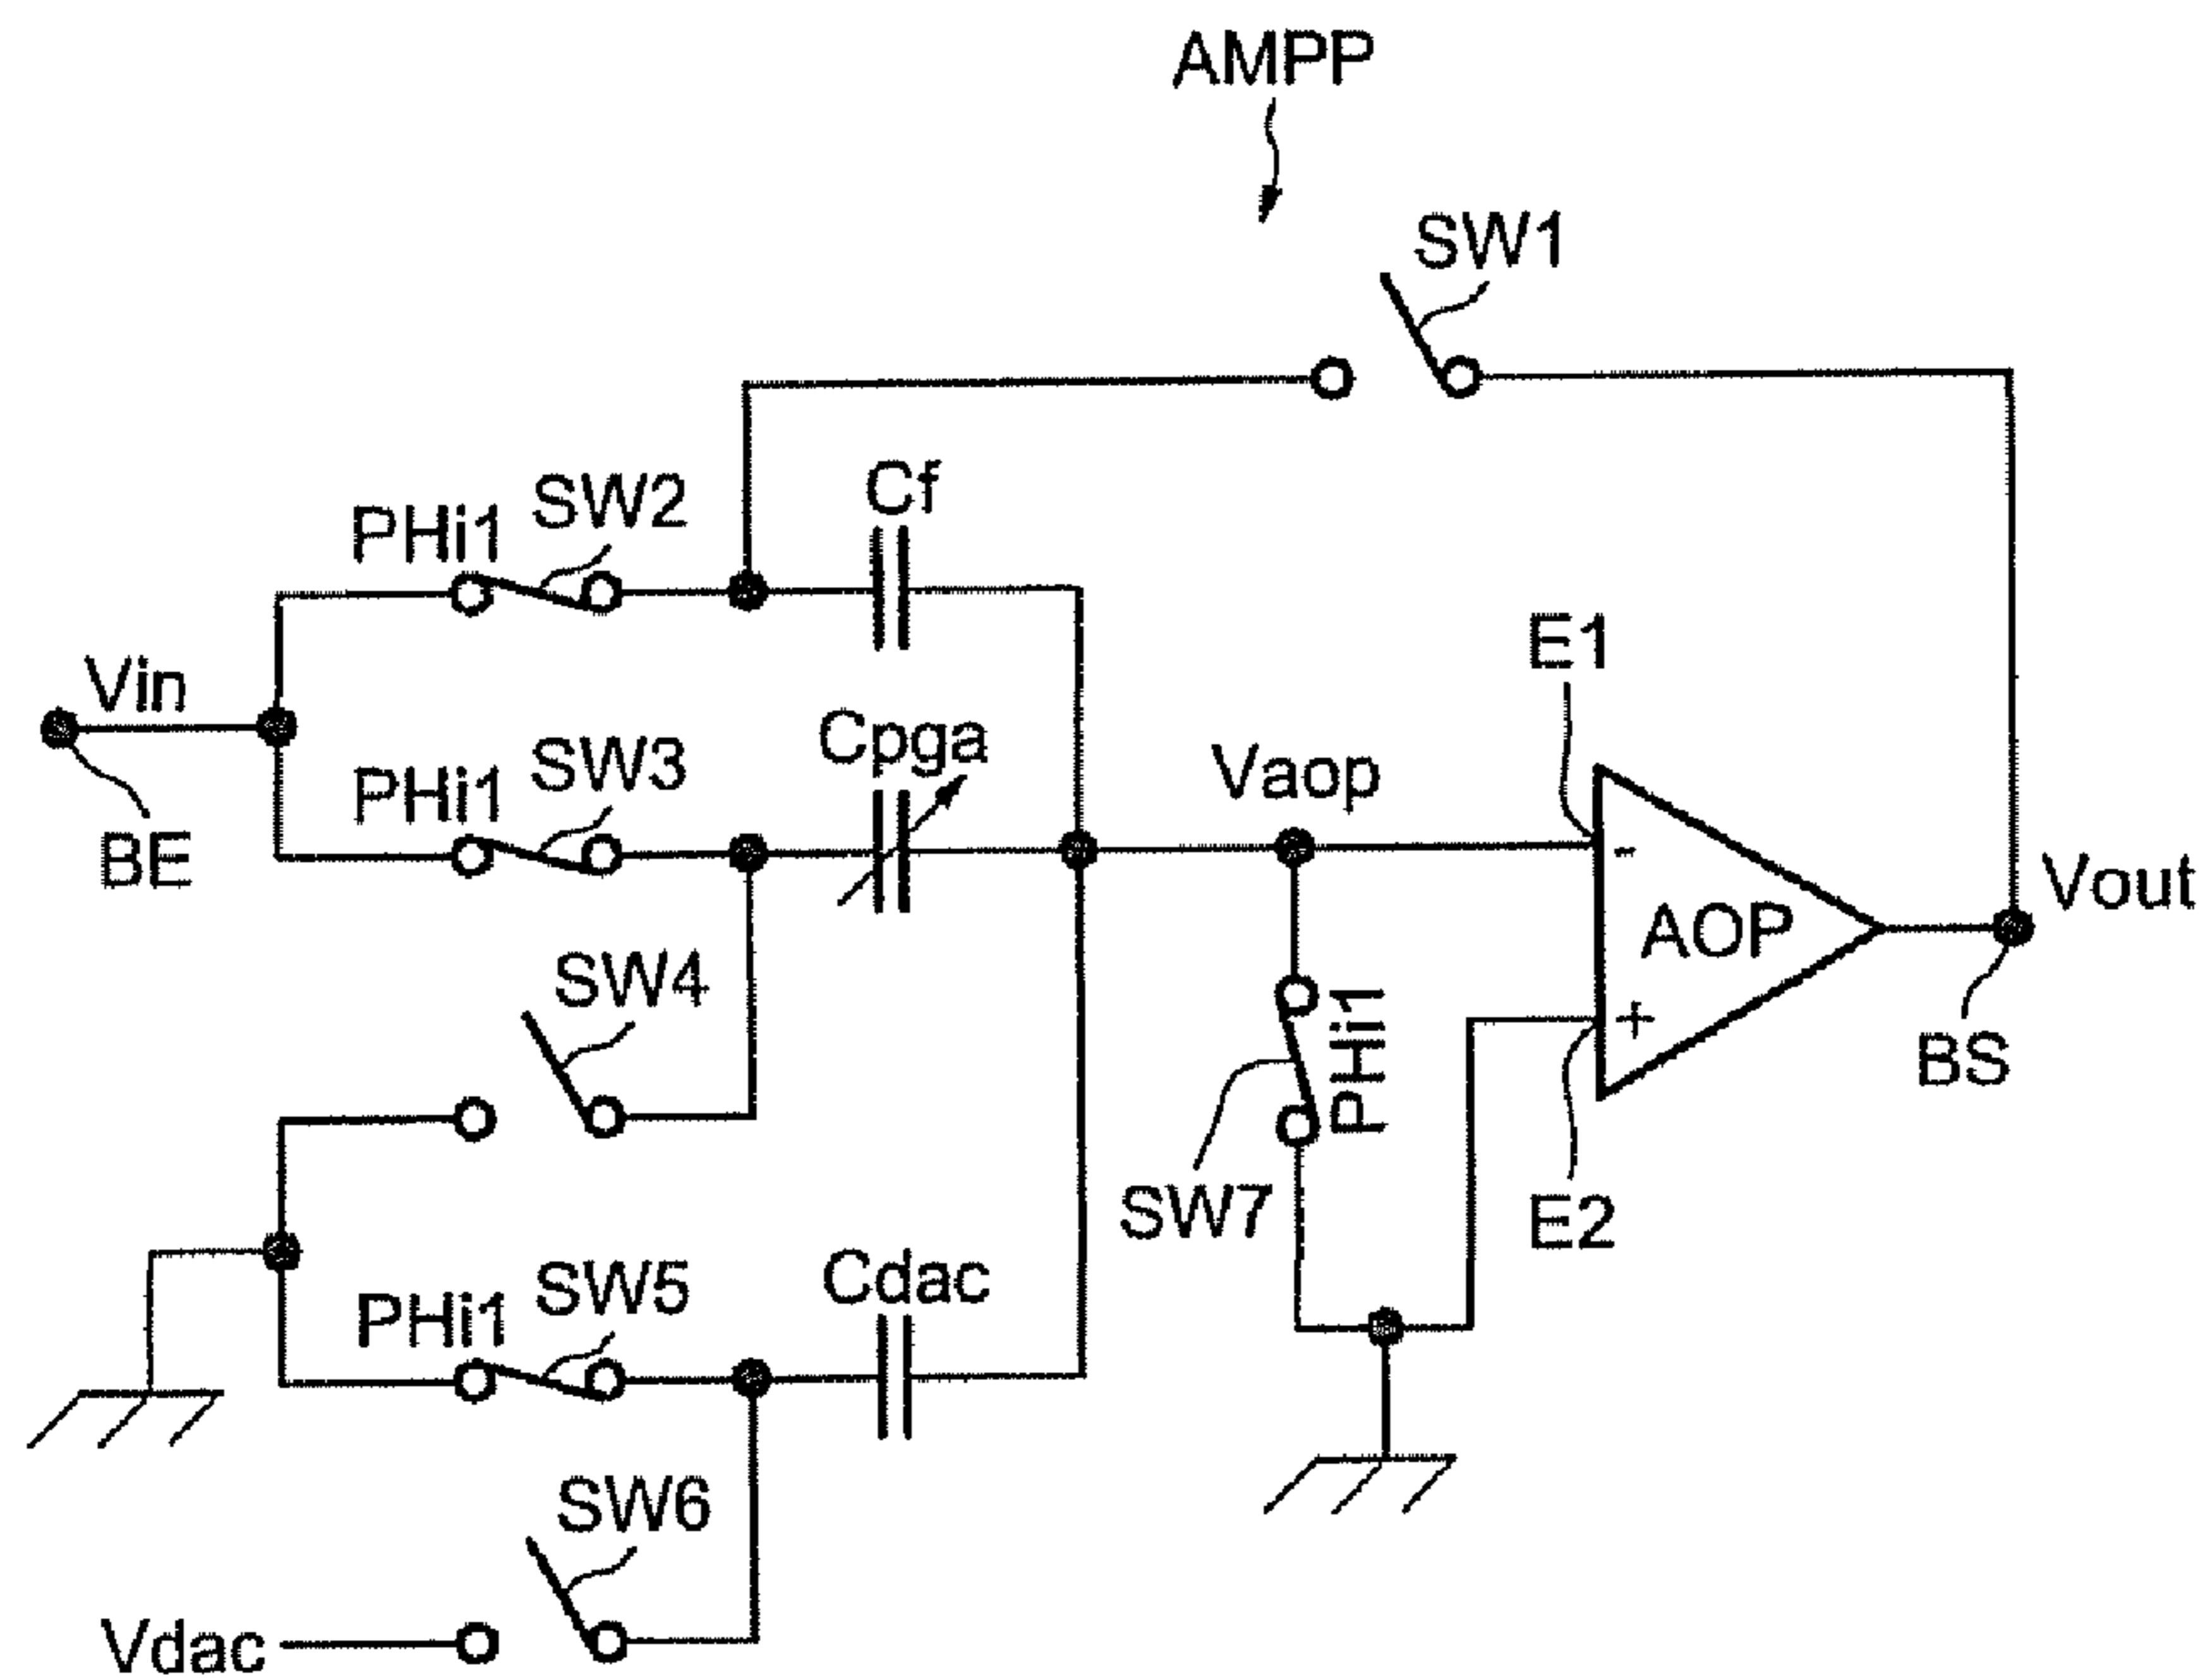 AMPP
SW1
Cf
PHi1 SW2
Vin
E1
Cpga
PHi1 SW3
Vaop
BE
- AOP +
Vout
SW4
PHi1
BS
SW7
E2
PHi1 SW5
Cdac
SW6
Vdac